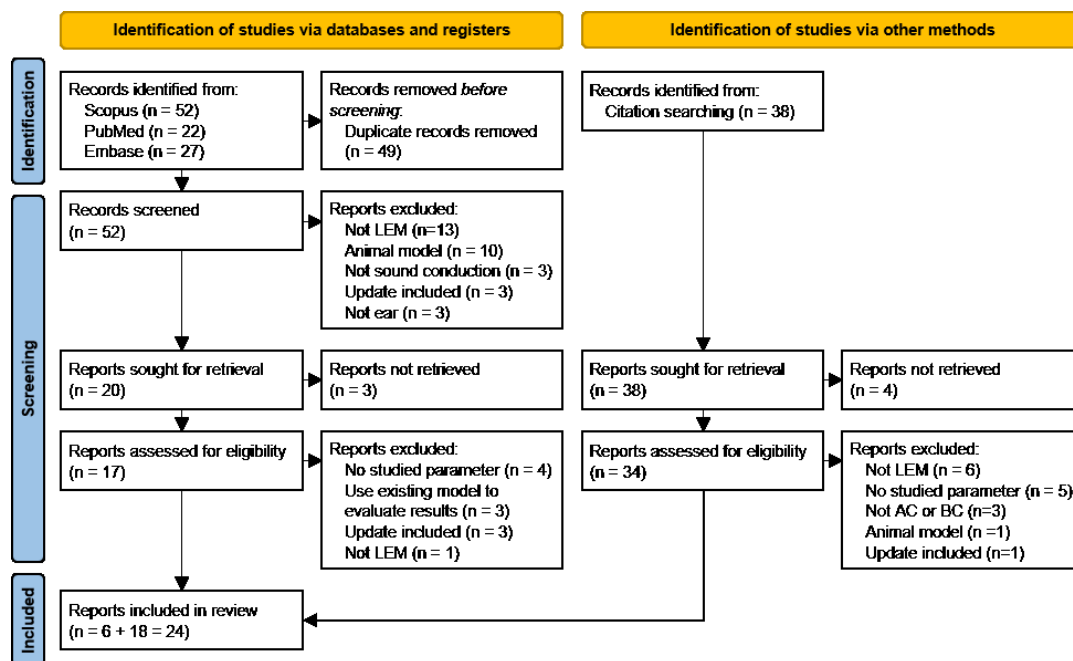 Identification of studies via databases and registers
Identification of studies via other methods
Identification
Records identified from:
Scopus (n = 52)
PubMed (n = 22)
Embase (n = 27)
Records removed before
screening:
Duplicate records removed
(n = 49)
Records identified from:
Citation searching (n = 38)
Screening
Records screened
(n = 52)
Reports excluded:
Not LEM (n=13)
Animal model (n = 10)
Not sound conduction (n = 3)
Update included (n = 3)
Not ear (n = 3)
Reports sought for retrieval
(n = 20)
Reports not retrieved
(n = 3)
Reports sought for retrieval
(n = 38)
Reports not retrieved
(n = 4)
Reports assessed for eligibility
(n = 17)
Reports excluded:
No studied parameter (n = 4)
Use existing model to
evaluate results (n = 3)
Update included (n = 3)
Not LEM (n = 1)
Reports assessed for eligibility
(n = 34)
Reports excluded:
Not LEM (n = 6)
No studied parameter (n = 5)
Not AC or BC (n=3)
Animal model (n =1)
Update included (n=1)
Included
Reports included in review
(n = 6 + 18 = 24)